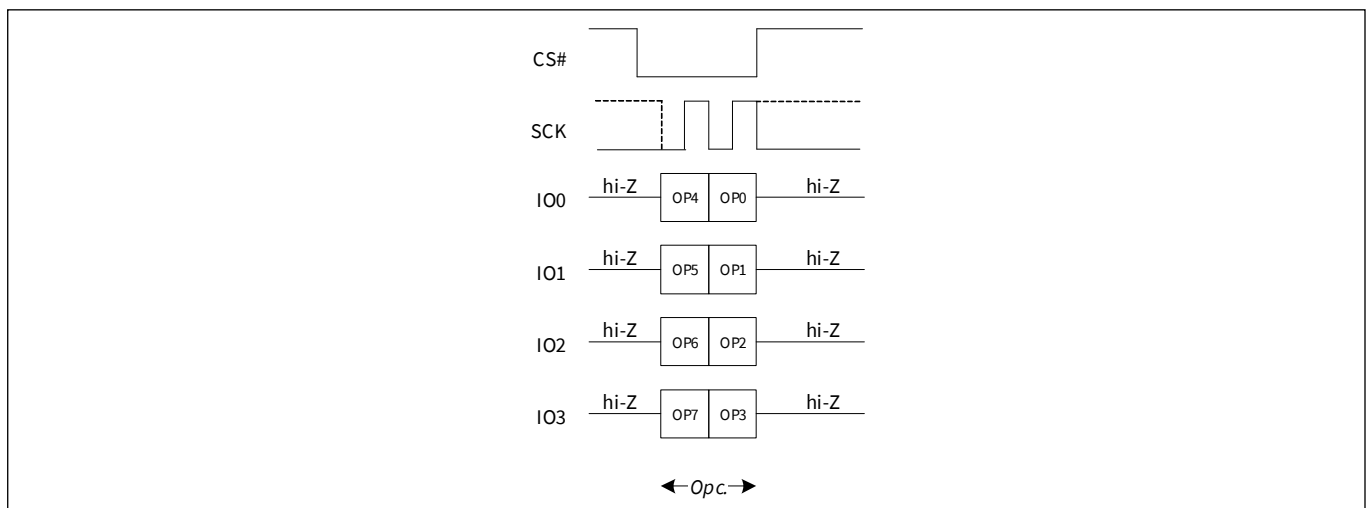 CS#
SCK
IO0 hi-Z OP4 OP0 hi-Z
IO1 hi-Z OP5 OP1 hi-Z
IO2 hi-Z OP6 OP2 hi-Z
IO3 hi-Z OP7 OP3 hi-Z
Opc.